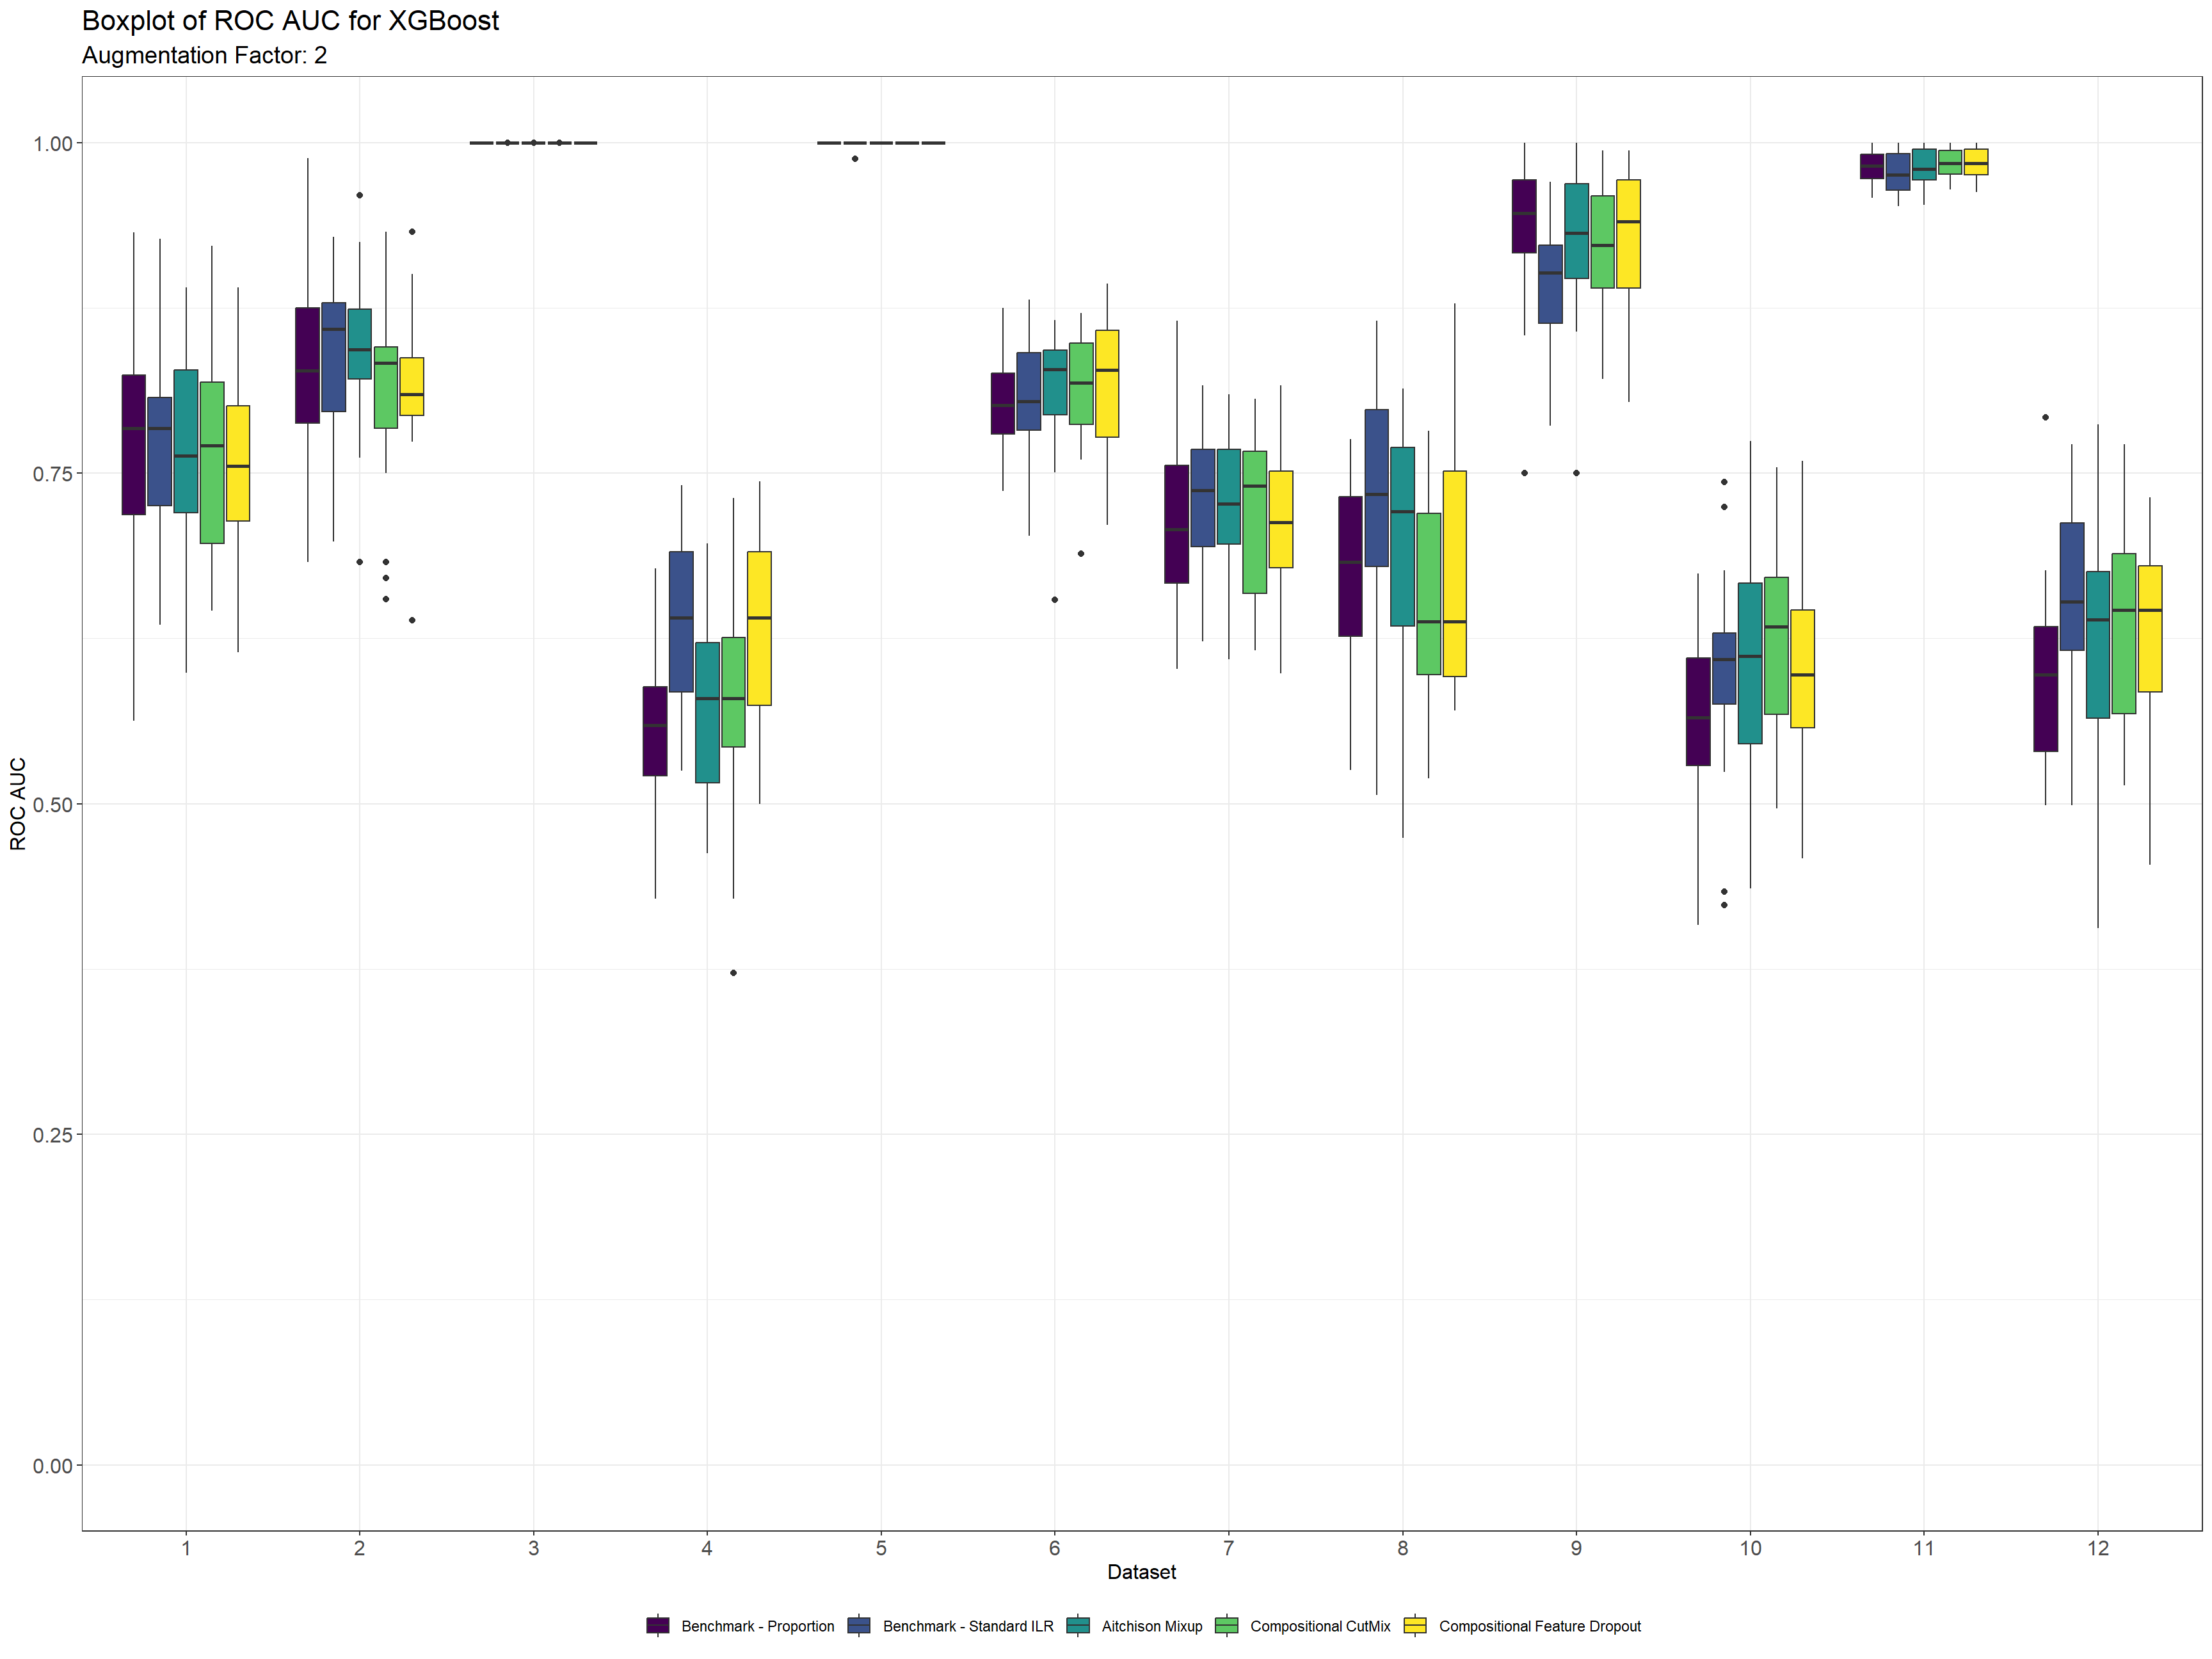 Boxplot of ROC AUC for XGBoost
Augmentation Factor: 2
ROC AUC
1.00
0.75
0.50
0.25
0.00
1 2 3 4 5 6 7 8 9 10 11 12
Dataset
Benchmark - Proportion Benchmark - Standard ILR Aitchison Mixup Compositional CutMix Compositional Feature Dropout